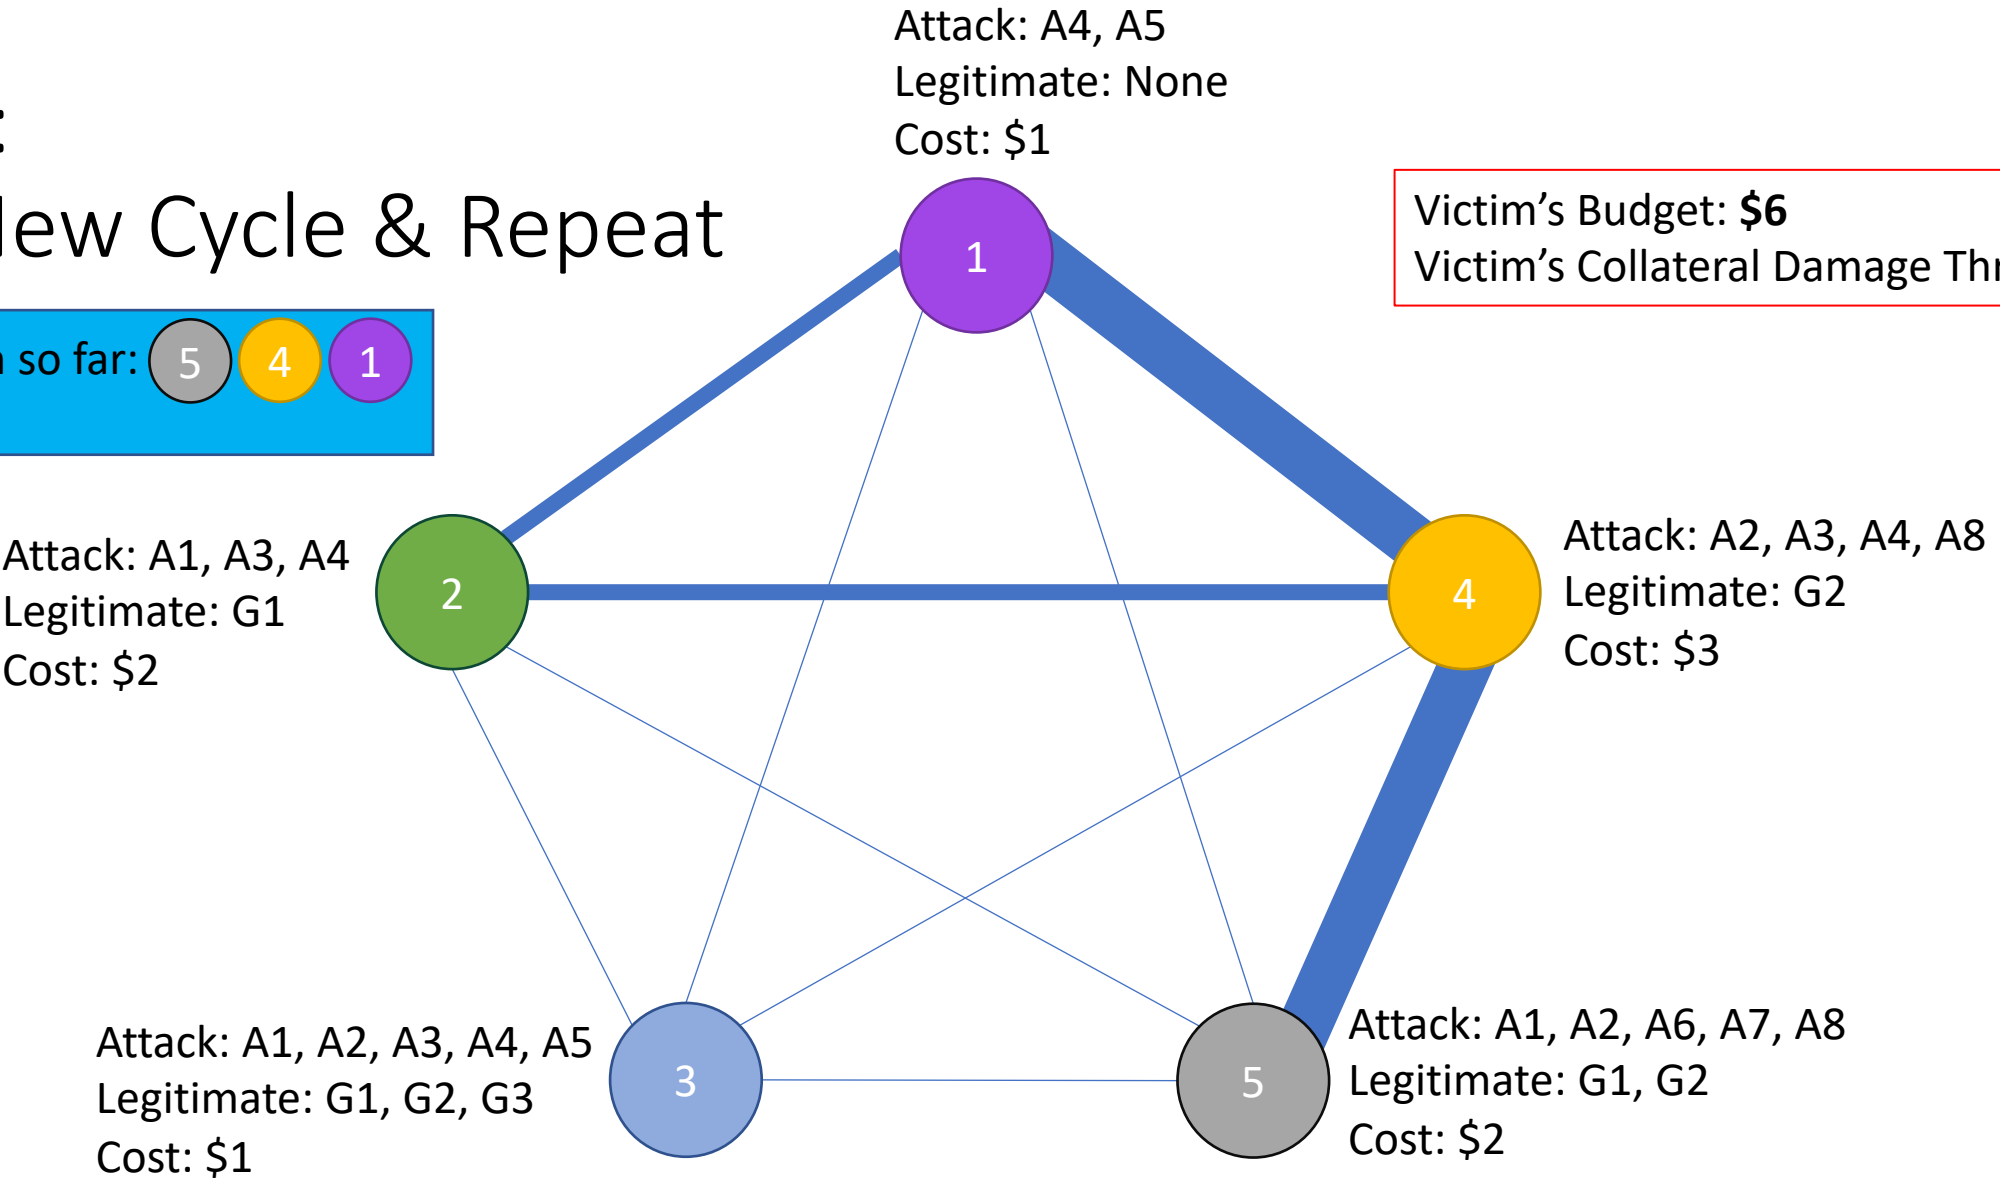 Attack: A4, A5
Legitimate: None
Cost: $1
:
New Cycle & Repeat
Victim's Budget: $6
Victim's Collateral Damage
1
so far: 5 4 1
Attack: A1, A3, A4
Legitimate: G1
Cost: $2
2
4
Attack: A2, A3, A4, A8
Legitimate: G2
Cost: $3
Attack: A1, A2, A3, A4, A5
Legitimate: G1, G2, G3
Cost: $1
3
5
Attack: A1, A2, A6, A7, A8
Legitimate: G1, G2
Cost: $2